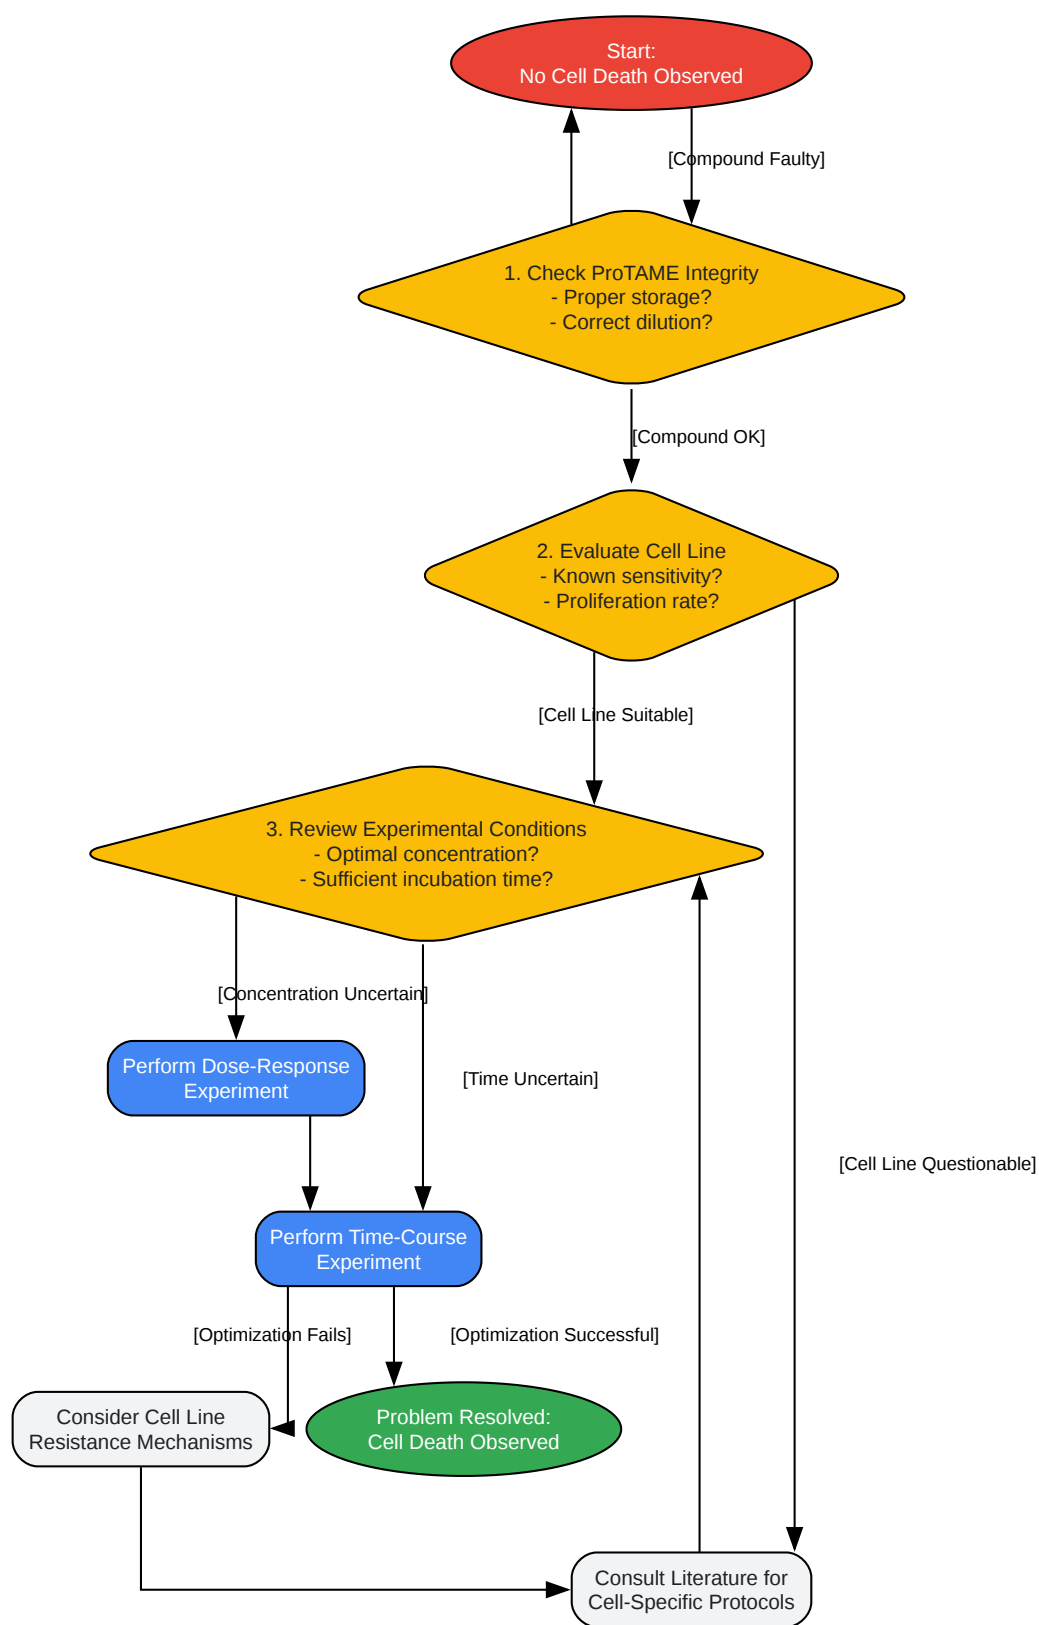 Start:
No Cell Death Observed
[Compound Faulty]
1. Check ProTAME Integrity
- Proper storage?
- Correct dilution?
[Compound OK]
2. Evaluate Cell Line
- Known sensitivity?
- Proliferation rate?
[Cell Line Suitable]
3. Review Experimental Conditions
- Optimal concentration?
- Sufficient incubation time?
[Concentration Uncertain]
Perform Dose-Response
Experiment
[Time Uncertain]
[Cell Line Questionable]
Perform Time-Course
Experiment
[Optimization Fails]
[Optimization Successful]
Consider Cell Line
Resistance Mechanisms
Problem Resolved:
Cell Death Observed
Consult Literature for
Cell-Specific Protocols